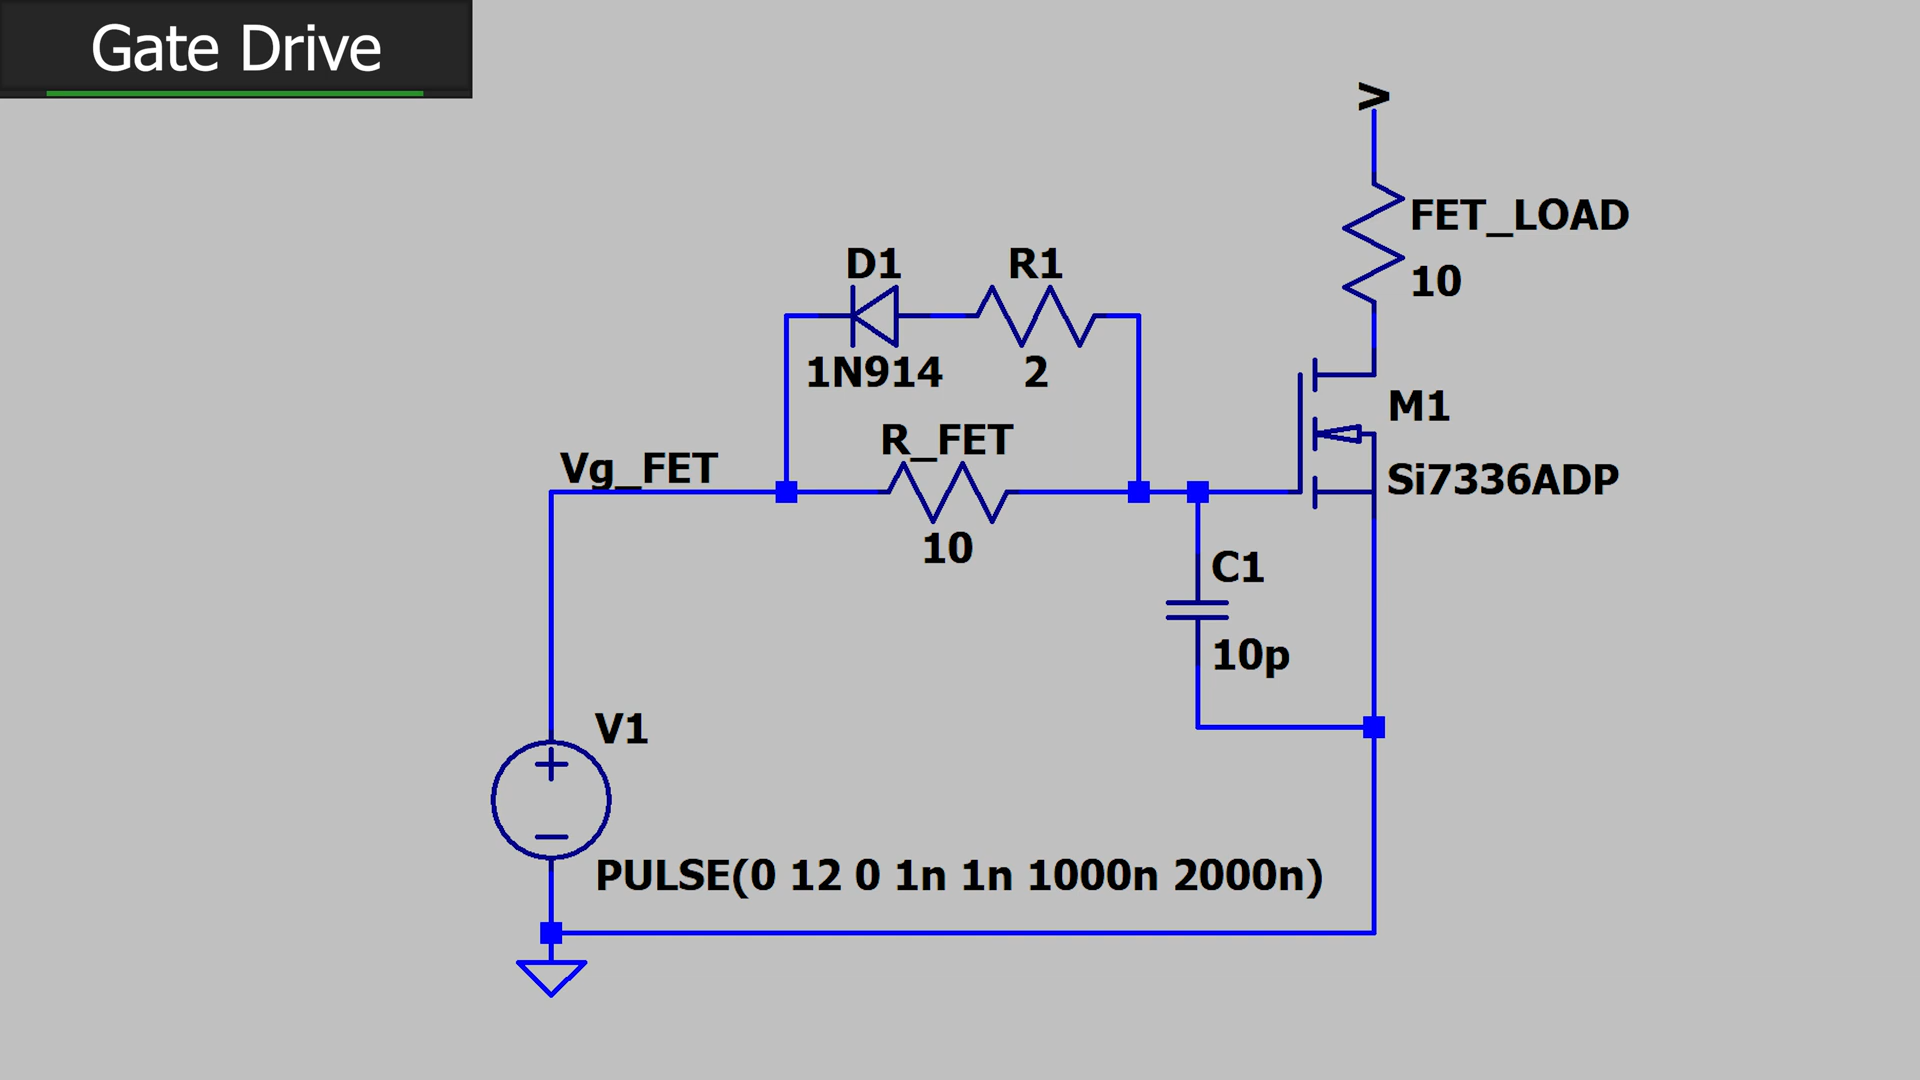 Gate Drive
V
FET_LOAD
10
D1
R1
1N914
2
M1
R_FET
Vg_FET
Si7336ADP
10
C1
10p
V1
PULSE(0 12 0 1n 1n 1000n 2000n)